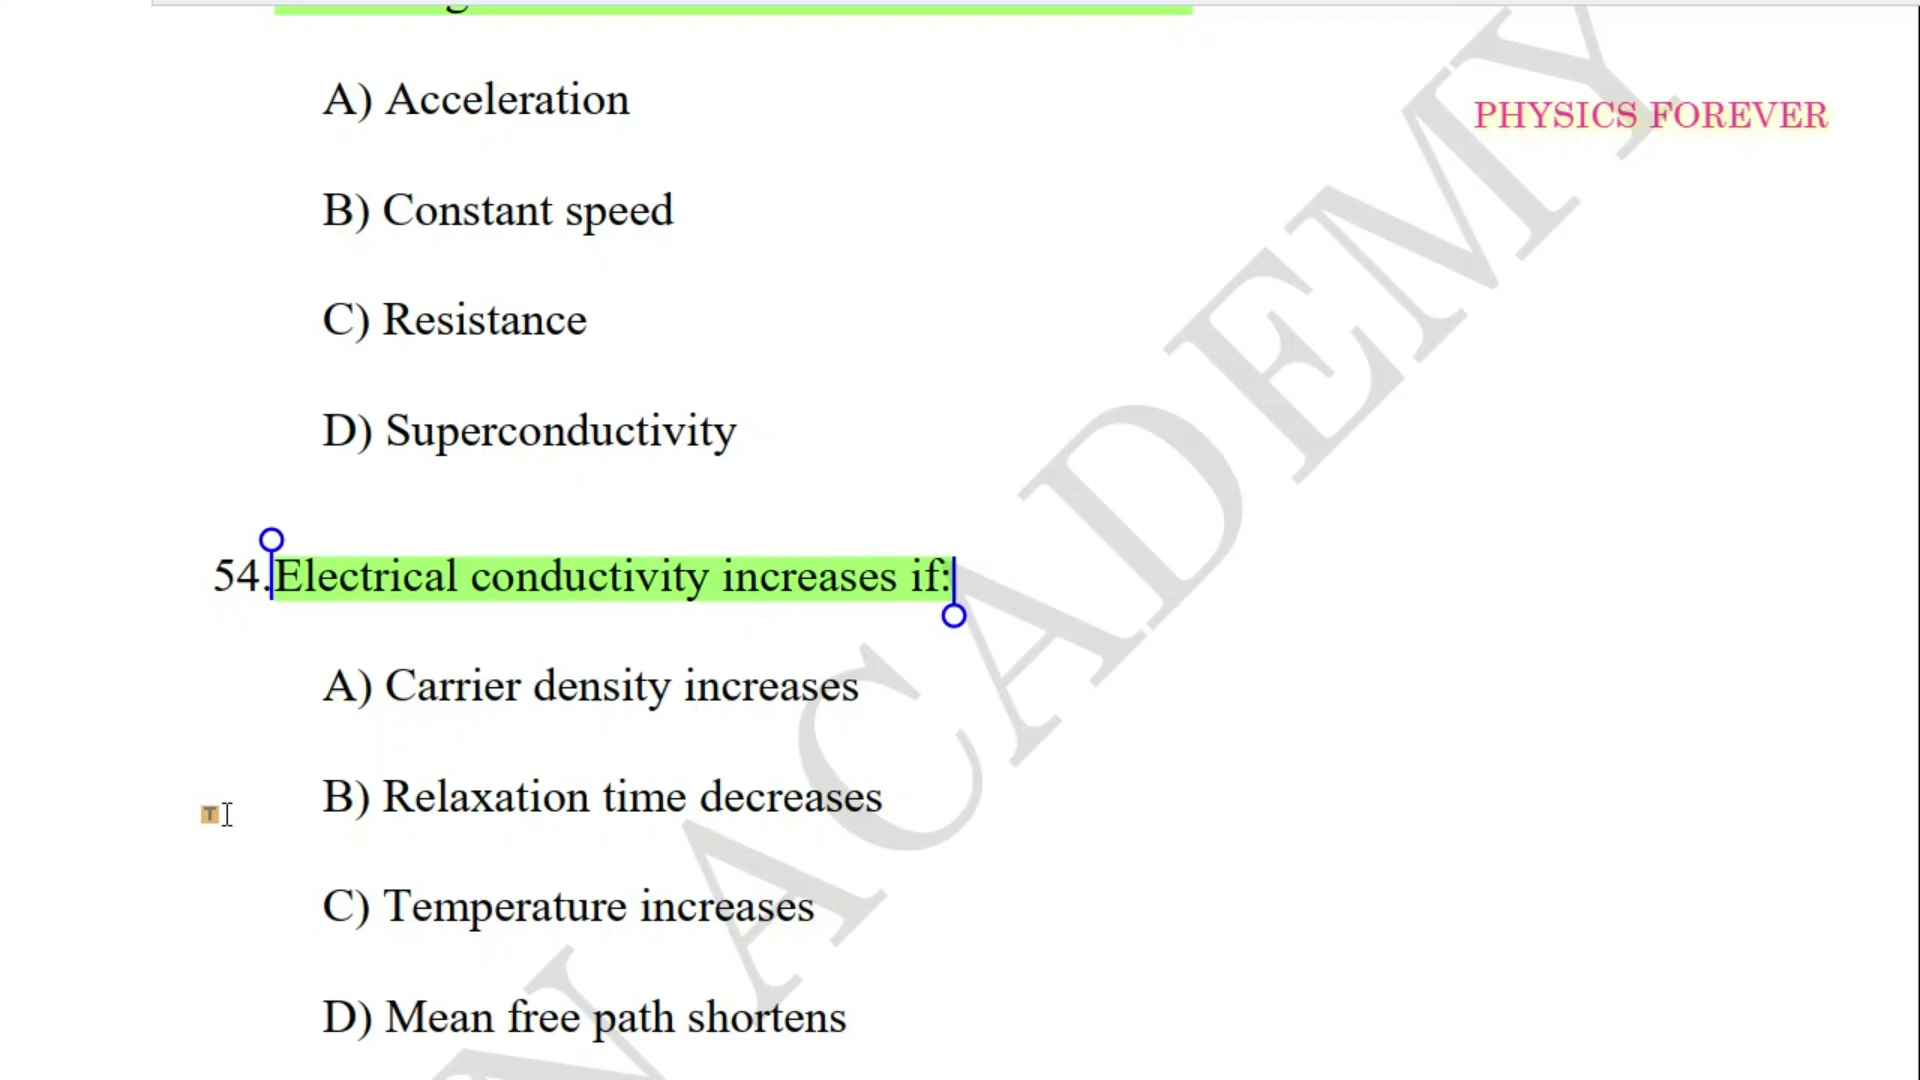 A) Acceleration
PHYSICS FOREVER
B) Constant speed
C) Resistance
D) Superconductivity
54.Electrical conductivity increases if:
A) Carrier density increases
B) Relaxation time decreases
T
C) Temperature increases
D) Mean free path shortens
N ACADEMY